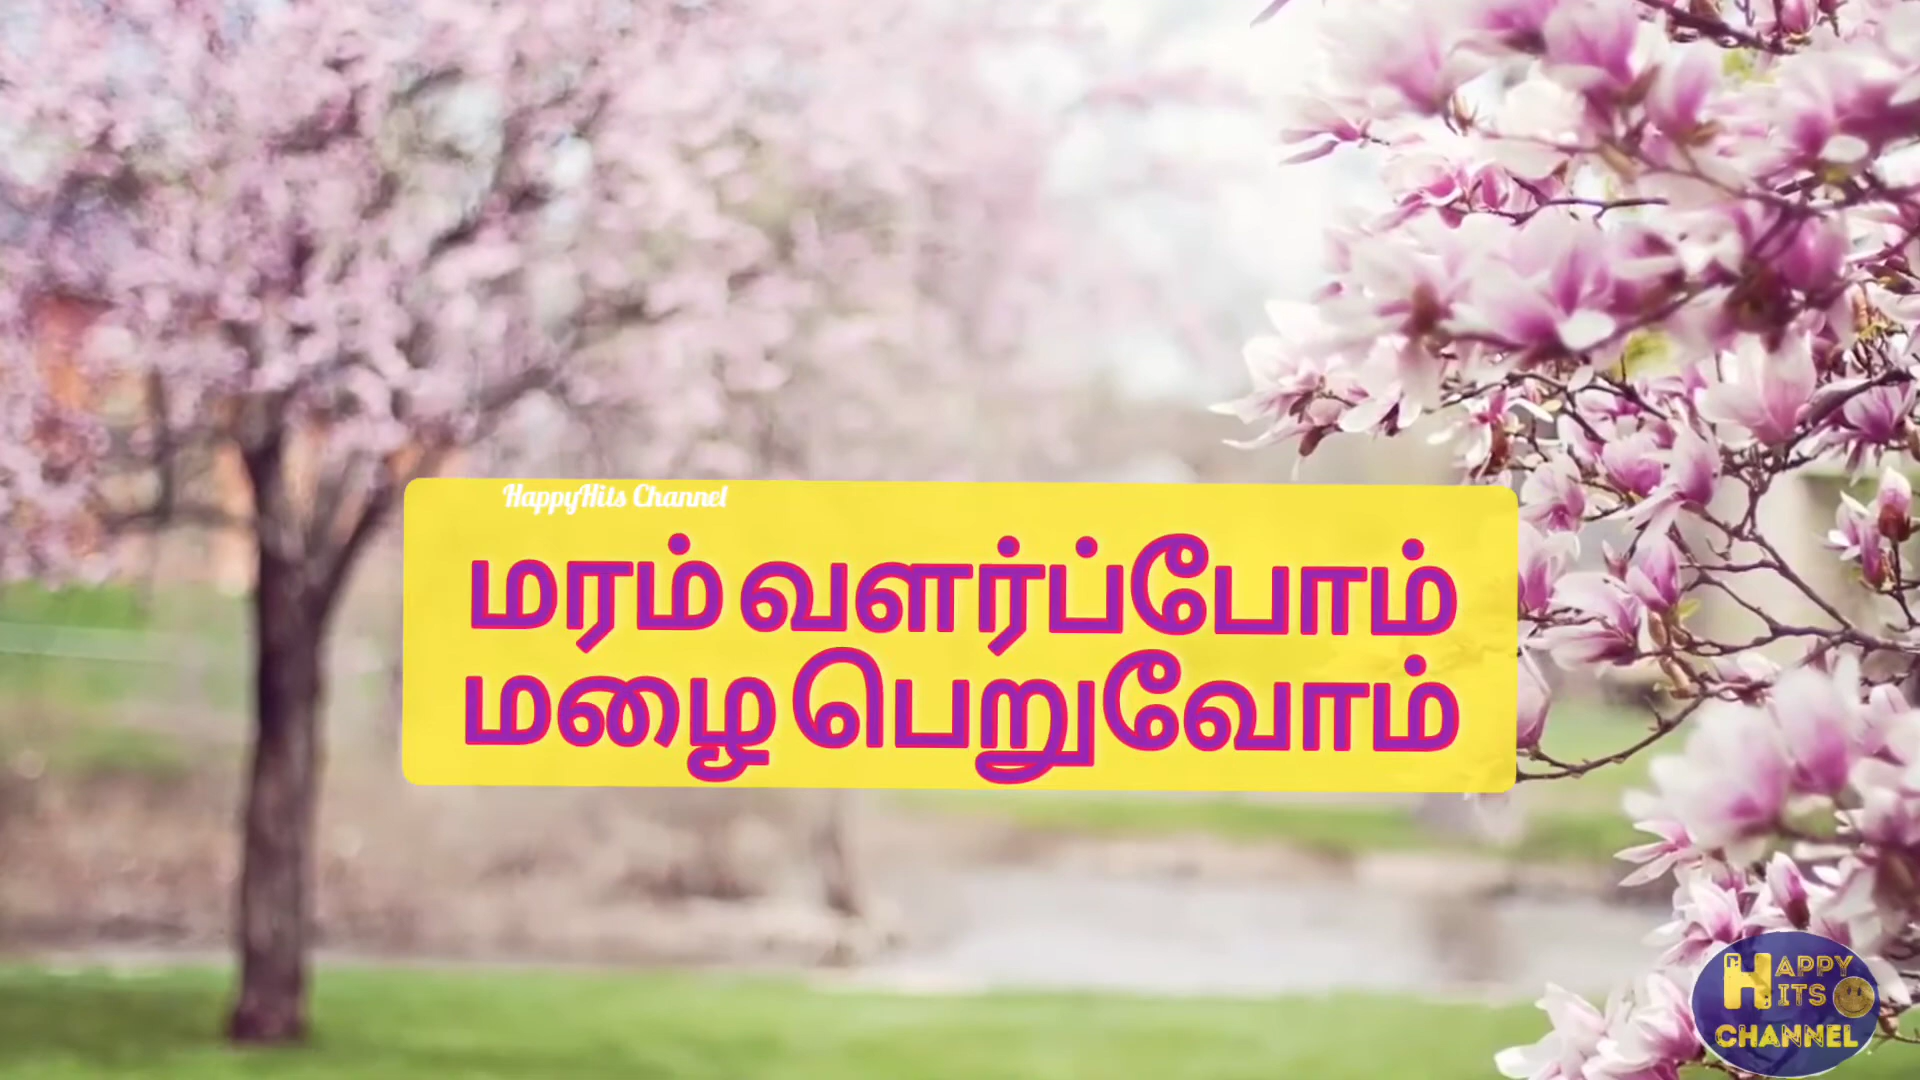 HappyHits Channel
மரம் வளர்ப்போம்
மழை பெறுவோம்
HAPPY
HITS
CHANNEL